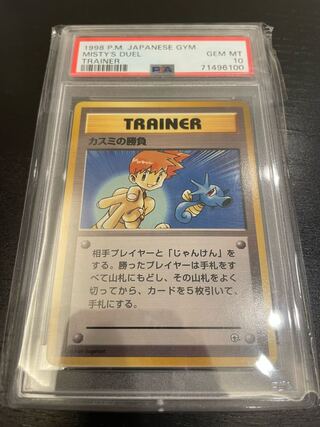 1998 P.M. JAPANESE GYM
MISTY'S DUEL
GEM MT
TRAINER
10
PSA
71496100
TRAINER
カスミの勝負
相手プレイヤーと「じゃんけん」を
する。勝ったプレイヤーは手札をす
べて山札にもどし、その山札をよく
切ってから、カードを5枚引いて、
手札にする。